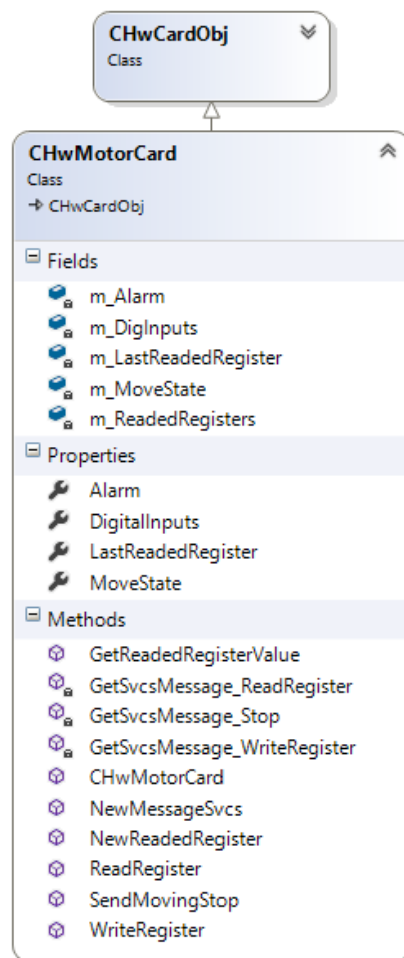 CHwCardObj
Class
CHwMotorCard
Class
CHwCardObj
Fields
m_Alarm
m_DigInputs
m_LastReadedRegister
m_MoveState
m_ReadedRegisters
Properties
Alarm
DigitalInputs
LastReadedRegister
MoveState
Methods
GetReadedRegisterValue
GetSvcsMessage_ReadRegister
GetSvcsMessage_Stop
GetSvcsMessage_WriteRegister
CHwMotorCard
NewMessageSvcs
NewReadedRegister
ReadRegister
SendMovingStop
WriteRegister